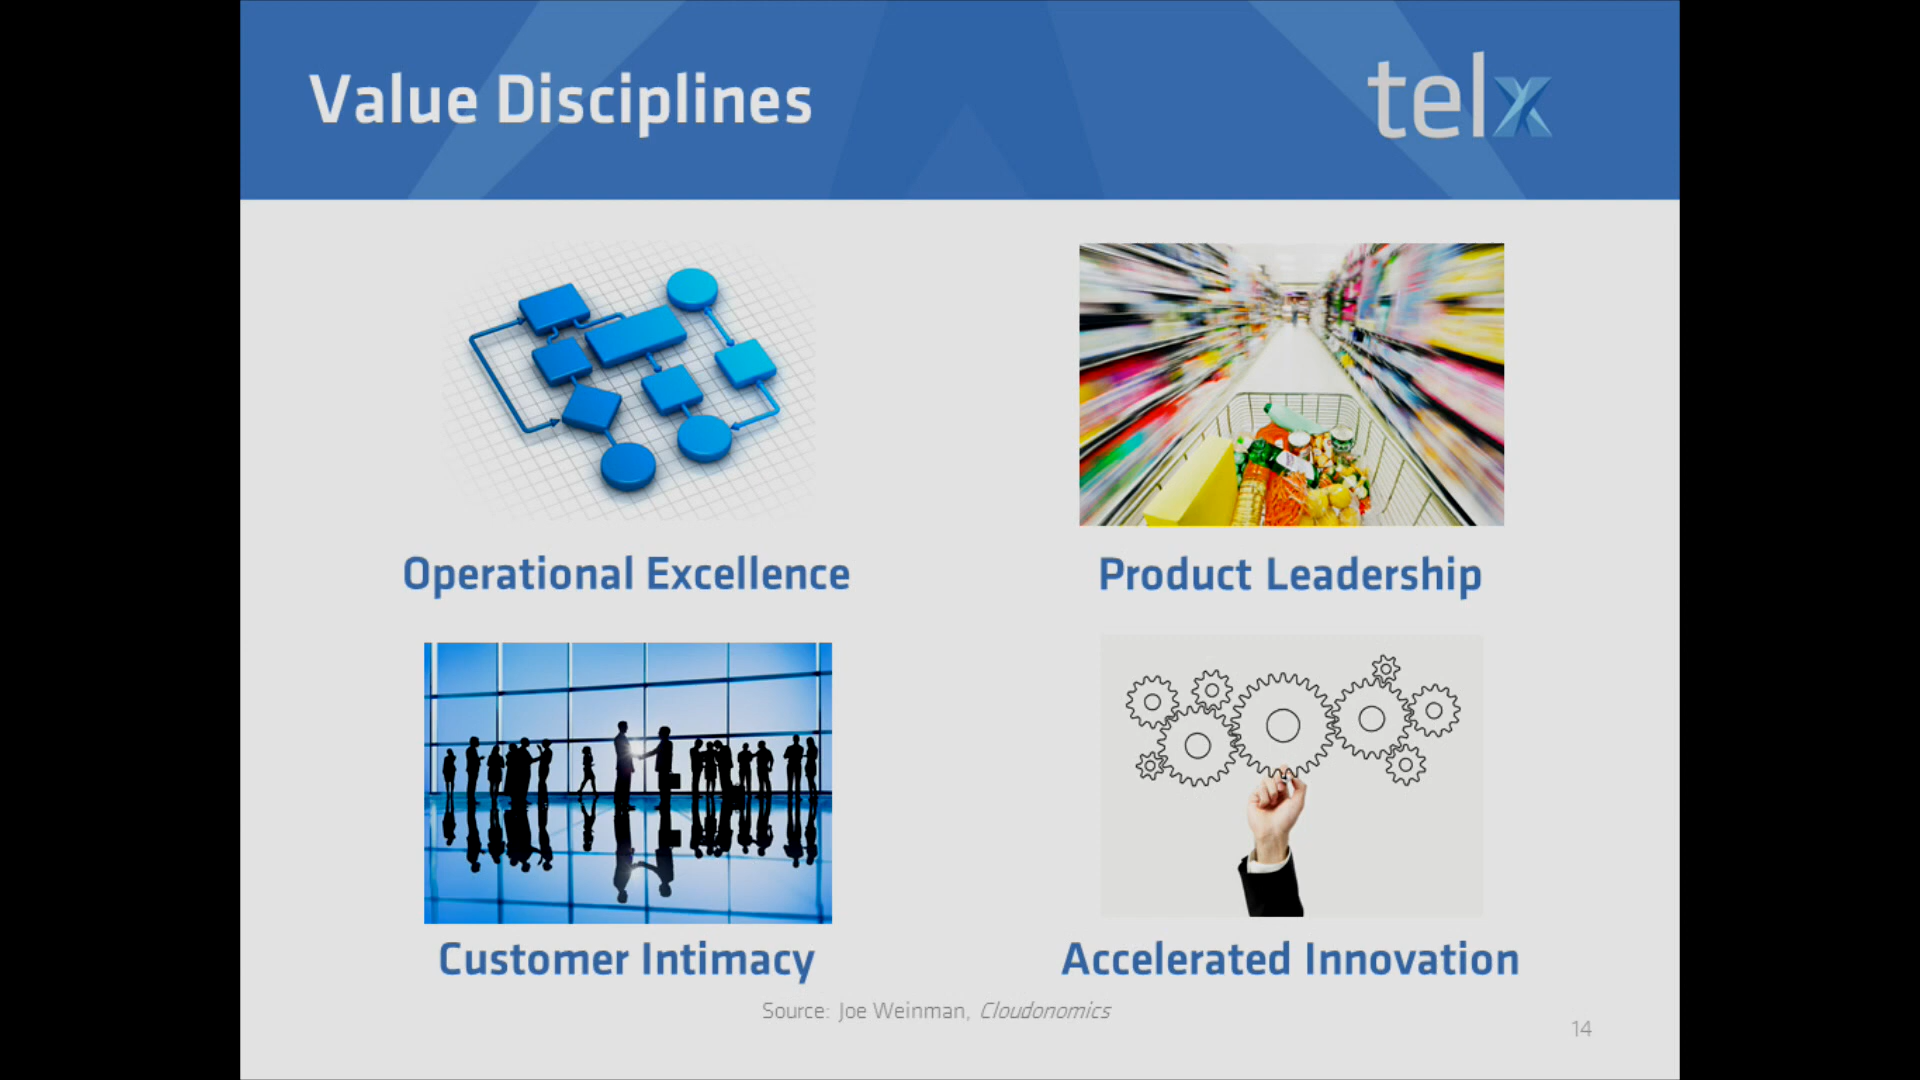 Value Disciplines
telx
Operational Excellence
Product Leadership
Customer Intimacy
Accelerated Innovation
Source: Joe Weinman, Cloudonomics
14